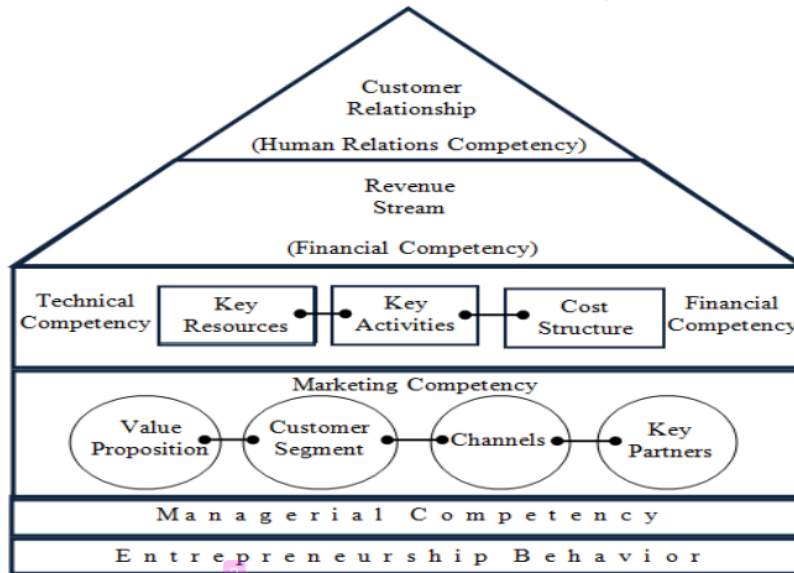 Customer
Relationship
(Human Relations Competency)
Revenue
Stream
(Financial Competency)
Technical
Competency
Key
Resources
Key
Activities
Cost
Structure
Financial
Competency
Marketing Competency
Value
Proposition
Customer
Segment
Channels
Key
Partners
Managerial Competency
Entrepreneurship Behavior